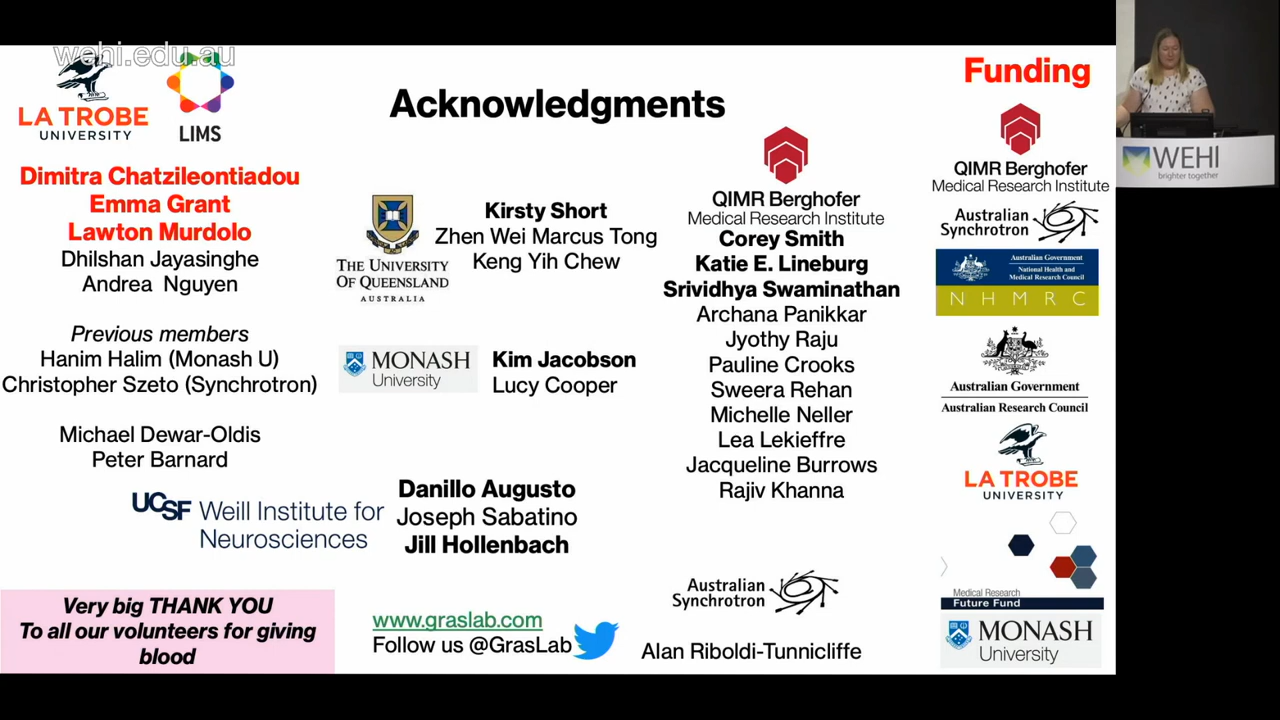 wehi.edu.au
LA TROBE
UNIVERSITY
LIMS
Acknowledgments
Funding
Dimitra Chatzileontiadou
Emma Grant
Lawton Murdolo
Dhilshan Jayasinghe
Andrea Nguyen
Previous members
Hanim Halim (Monash U)
Christopher Szeto (Synchrotron)
Michael Dewar-Oldis
Peter Barnard
THE UNIVERSITY
OF QUEENSLAND
AUSTRALIA
Kirsty Short
Zhen Wei Marcus Tong
Keng Yih Chew
MONASH
University
Kim Jacobson
Lucy Cooper
UCSF Weill Institute for
Neurosciences
Danillo Augusto
Joseph Sabatino
Jill Hollenbach
Very big THANK YOU
To all our volunteers for giving
blood
www.graslab.com
Follow us @GrasLab
QIMR Berghofer
Medical Research Institute
Corey Smith
Katie E. Lineburg
Srividhya Swaminathan
Archana Panikkar
Jyothy Raju
Pauline Crooks
Sweera Rehan
Michelle Neller
Lea Lekieffre
Jacqueline Burrows
Rajiv Khanna
Australian
Synchrotron
Alan Riboldi-Tunnicliffe
QIMR Berghofer
Medical Research Institute
Australian
Synchrotron
Australian Government
National Health and
Medical Research Council
NHMRC
Australian Government
Australian Research Council
LA TROBE
UNIVERSITY
Medical Research
Future Fund
MONASH
University
WEHI
brighter together